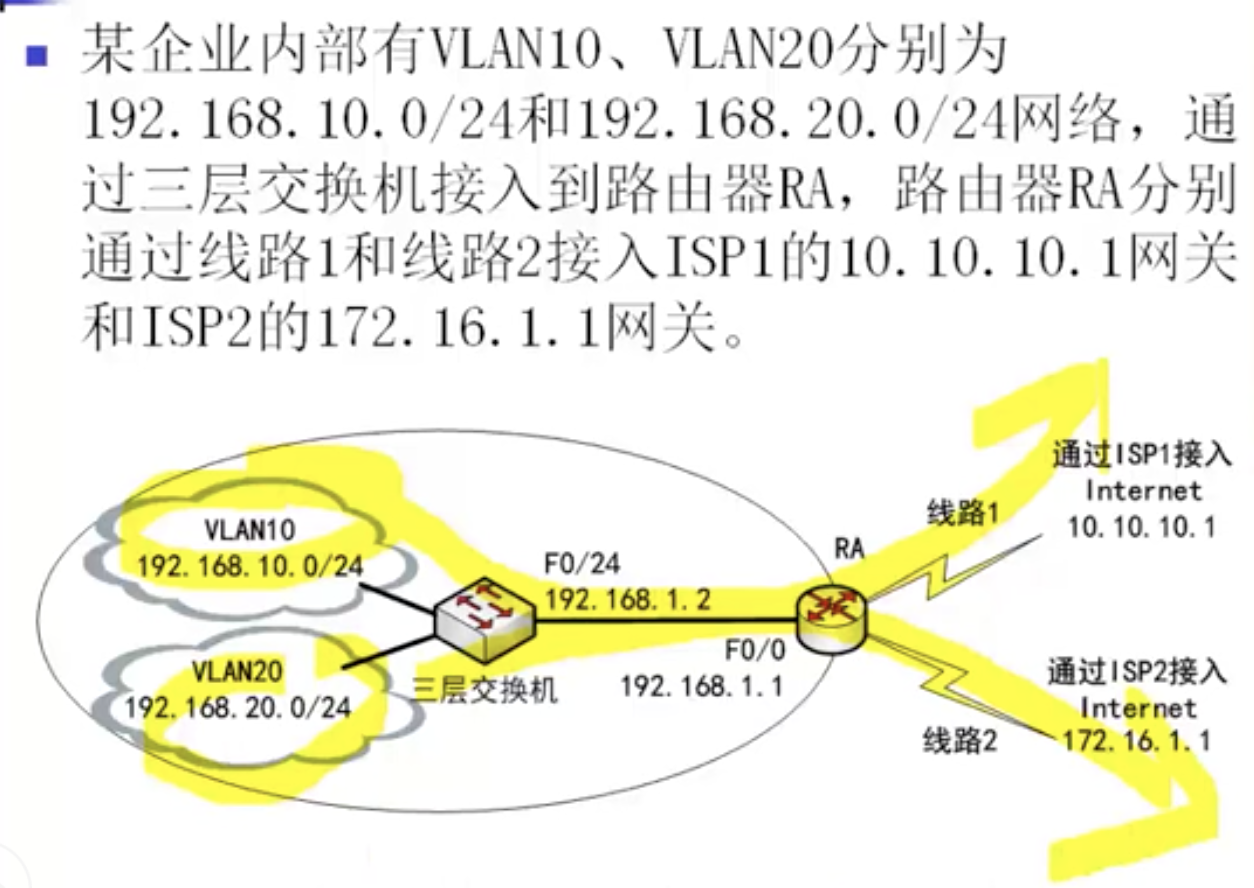 某企业内部有VLAN10、VLAN20分别为
192.168.10.0/24和192.168.20.0/24网络，通
过三层交换机接入到路由器RA，路由器RA分别
通过线路1和线路2接入ISP1的10.10.10.1网关
和ISP2的172.16.1.1网关。
通过ISP1接入
Internet
10.10.10.1
线路1
VLAN10
192.168.10.0/24
F0/24
192.168.1.2
RA
F0/0
192.168.1.1
VLAN20
192.168.20.0/24
三层交换机
通过ISP2接入
Internet
172.16.1.1
线路2